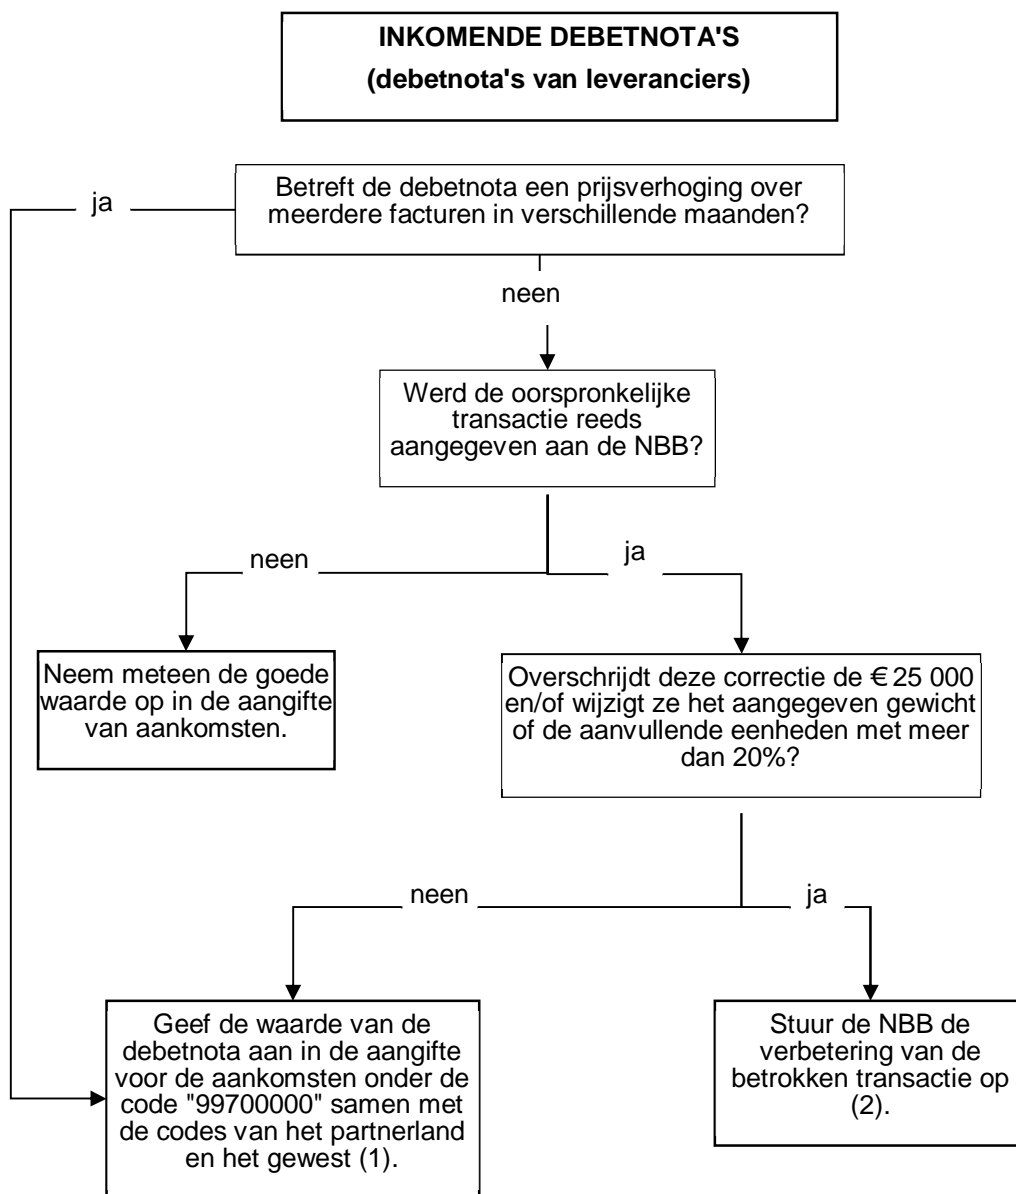 INKOMENDE DEBETNOTA'S
(debetnota's van leveranciers)
ja
Betreft de debetnota een prijsverhoging over
meerdere facturen in verschillende maanden?
neen
Werd de oorspronkelijke
transactie reeds
aangegeven aan de NBB?
neen
ja
Neem meteen de goede
waarde op in de aangifte
van aankomsten.
Overschrijdt deze correctie de € 25 000
en/of wijzigt ze het aangegeven gewicht
of de aanvullende eenheden met meer
dan 20%?
neen
ja
Geef de waarde van de
debetnota aan in de aangifte
voor de aankomsten onder de
code "99700000" samen met
de codes van het partnerland
en het gewest (1).
Stuur de NBB de
verbetering van de
betrokken transactie op
(2).